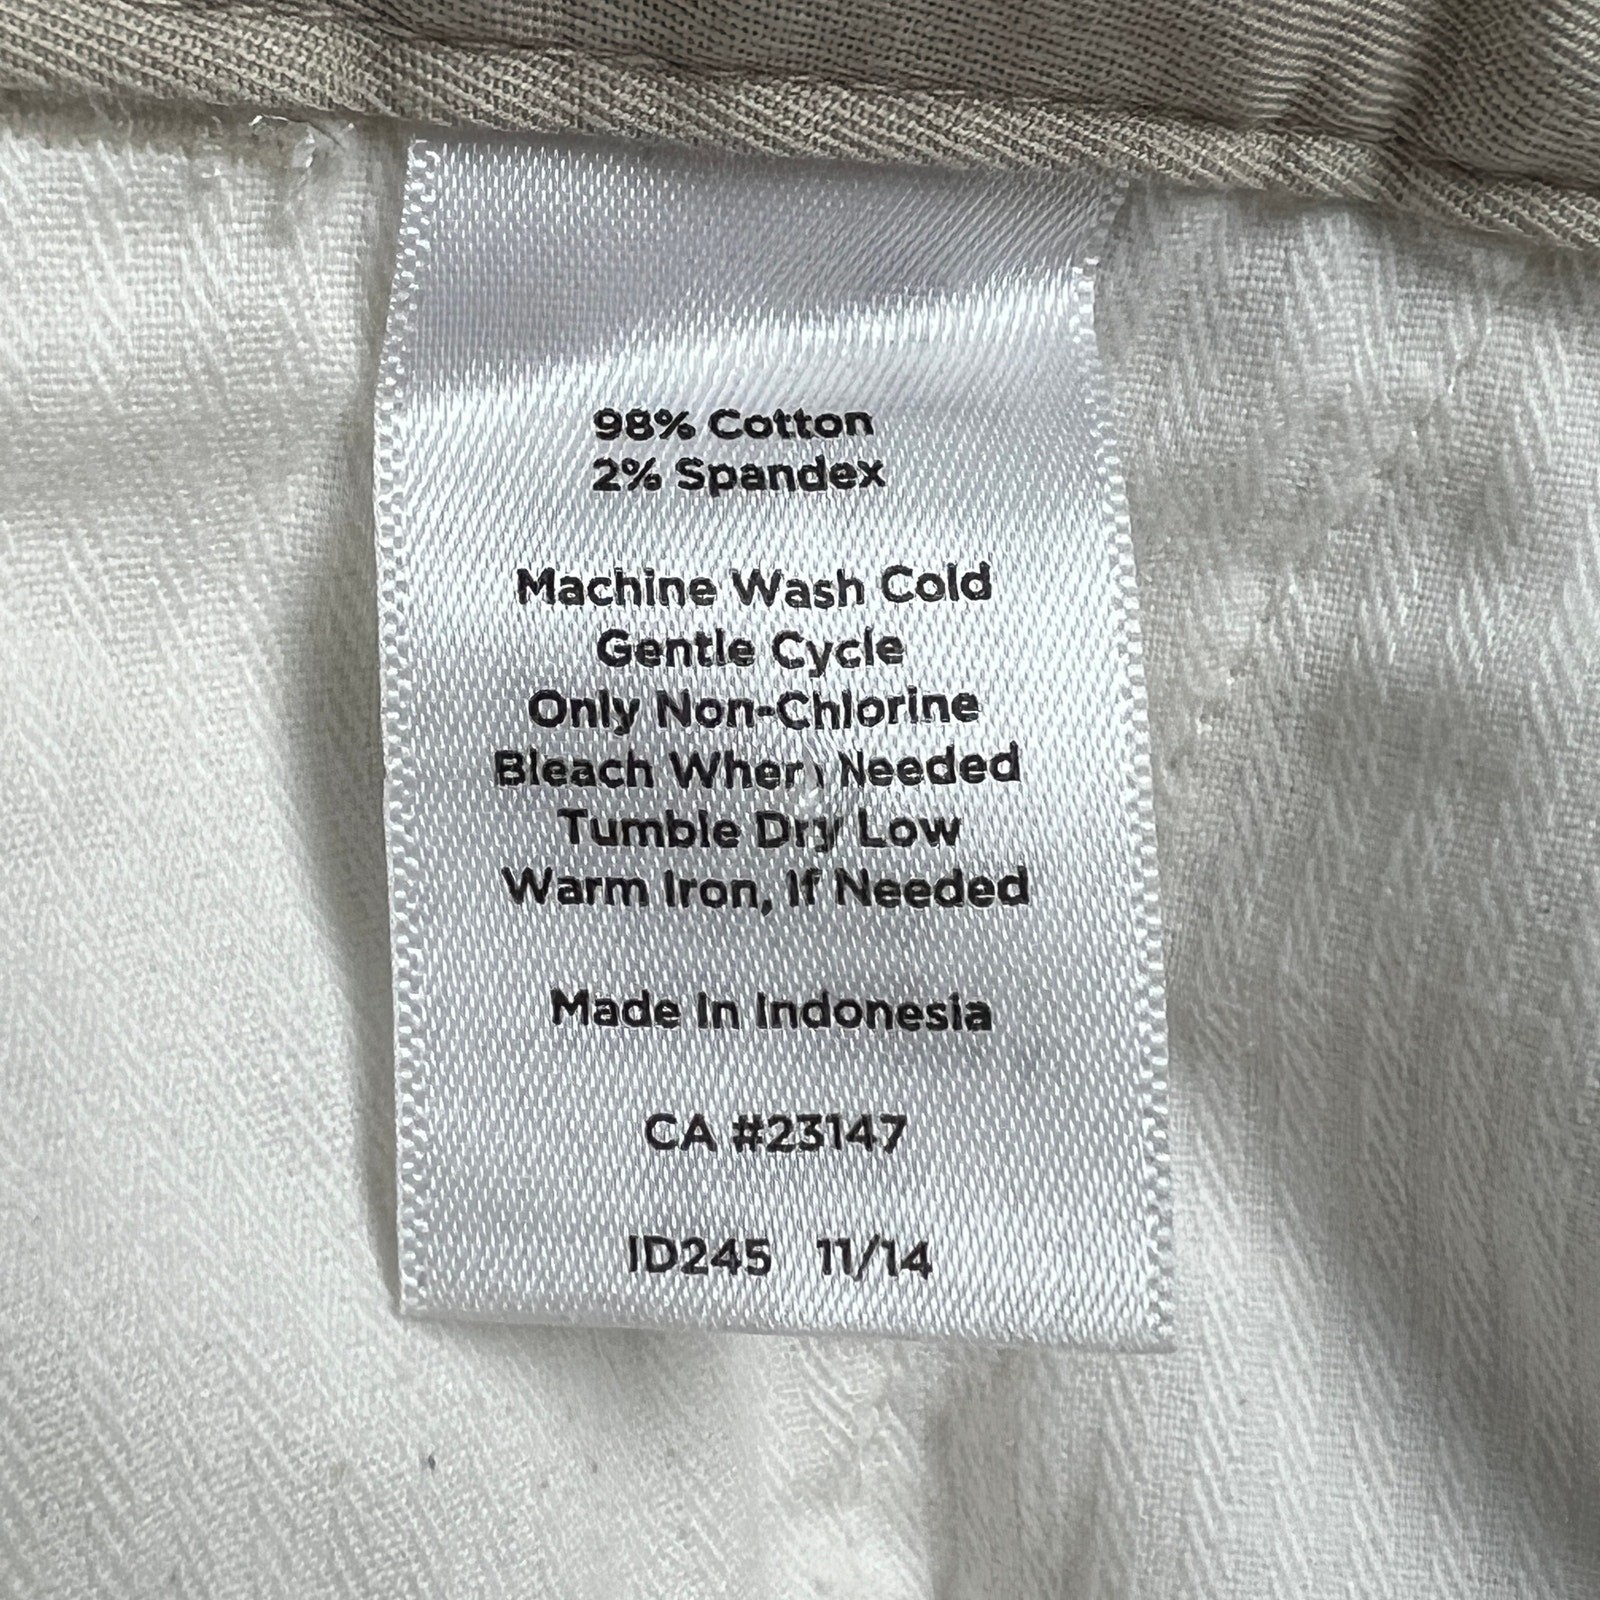 98% Cotton
2% Spandex
Machine Wash Cold
Gentle Cycle
Only Non-Chlorine
Bleach When Needed
Tumble Dry Low
Warm Iron, If Needed
Made In Indonesia
CA #23147
ID245 11/14